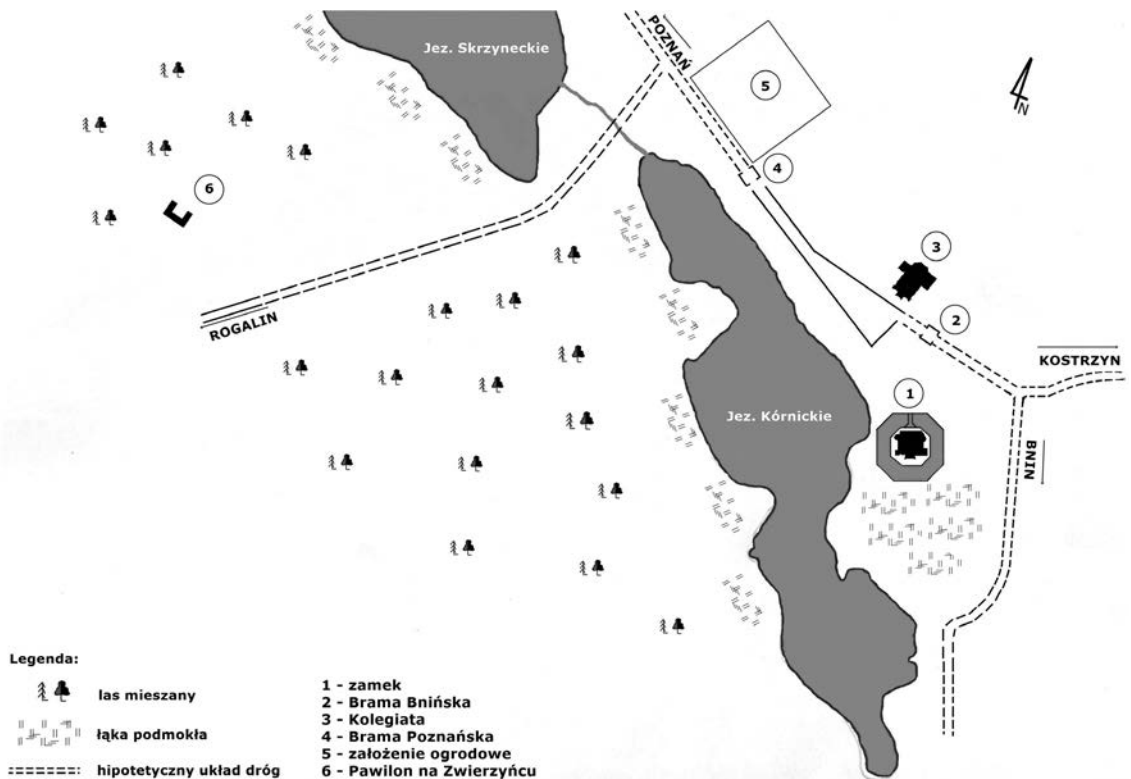 Jez. Skrzyneckie
POZNAŃ
5
N
4
6
3
ROGALIN
2
KOSTRZYN
1
Jez. Kórnickie
BNIN
Legenda:
las mieszany
łąka podmokła
hipotetyczny układ dróg
1 - zamek
2 - Brama Bnińska
3 - Kolegiata
4 - Brama Poznańska
5 - założenie ogrodowe
6 - Pawilon na Zwierzyńcu